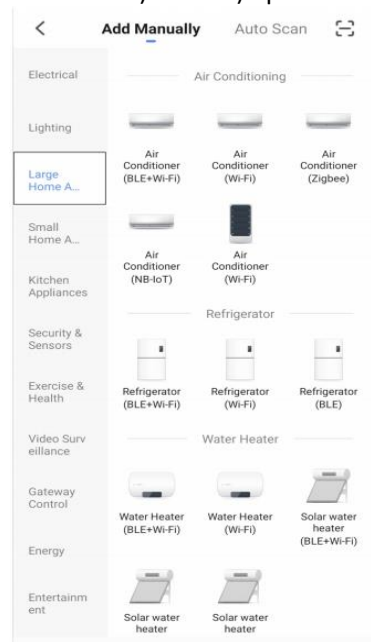 Add Manually
Auto Scan
Electrical
Lighting
Large
Home A...
Small
Home A...
Kitchen
Appliances
Security &
Sensors
Exercise &
Health
Video Surv
eillance
Gateway
Control
Energy
Entertainm
ent
Air Conditioning
Air
Conditioner
(BLE+Wi-Fi)
Air
Conditioner
(Wi-Fi)
Air
Conditioner
(Zigbee)
Air
Conditioner
(NB-IoT)
Air
Conditioner
(Wi-Fi)
Refrigerator
Refrigerator
(BLE+Wi-Fi)
Refrigerator
(Wi-Fi)
Refrigerator
(BLE)
Water Heater
Water Heater
(BLE+Wi-Fi)
Water Heater
(Wi-Fi)
Solar water
heater
(BLE+Wi-Fi)
Solar water
heater
Solar water
heater